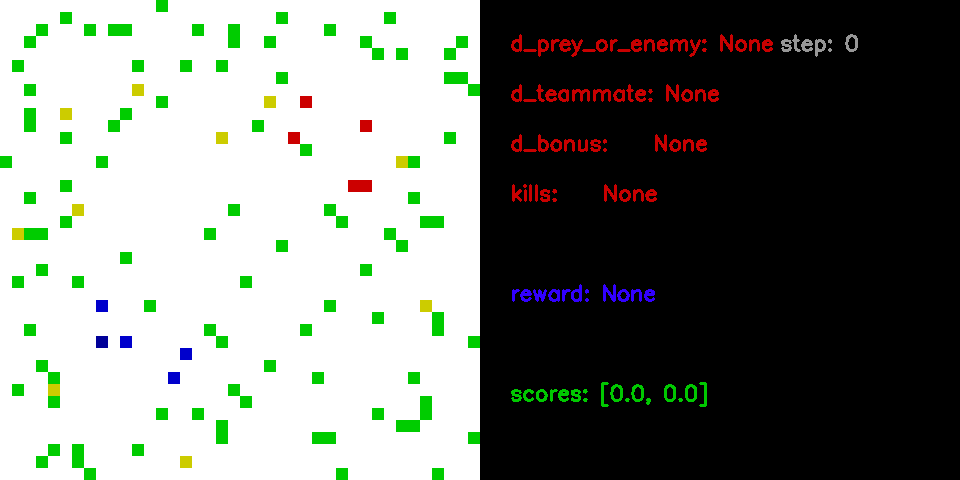 d_prey_or_enemy: None step: 0
d_teammate: None
d_bonus: None
kills: None
reward: None
scores: [0.0, 0.0]